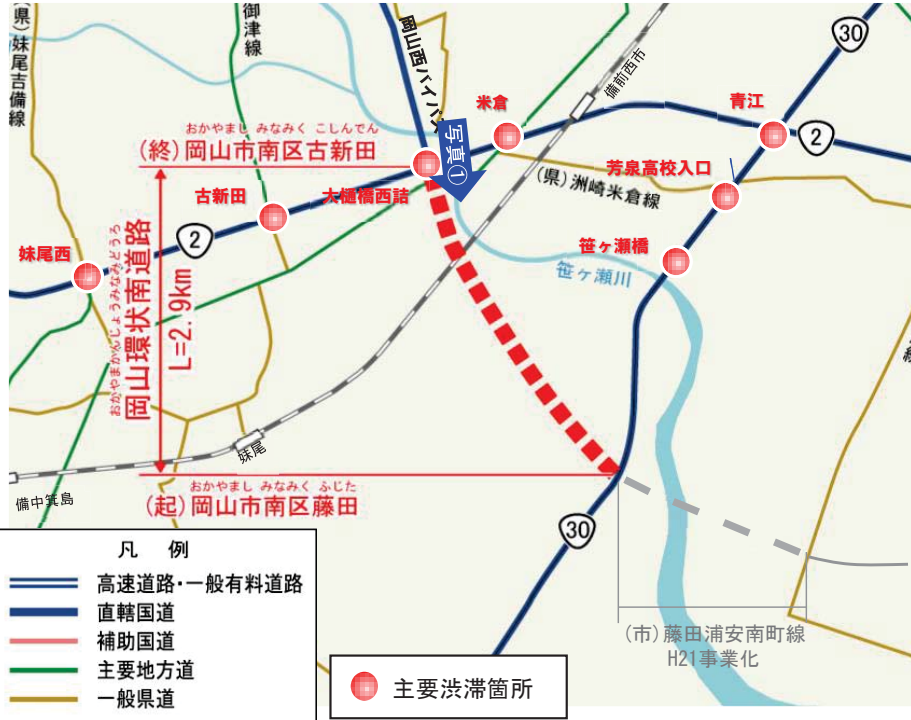 (県)妹尾吉備線
御津線
岡山西バイパ
備前西市
30
米倉
青江
2
写真①
おかやまし みなみく こしんでん
(終)岡山市南区古新田
芳泉高校入口
(県)洲崎米倉線
古新田
大樋橋西詰
2
笹ヶ瀬橋
妹尾西
笹ヶ瀬川
おかやまかんじょうみなみどうろ
岡山環状南道路
L=2.9km
線
妹尾
備中箕島
おかやまし みなみく ふじた
(起)岡山市南区藤田
30
(市)藤田浦安南町線
H21事業化
凡 例
高速道路・一般有料道路
直轄国道
補助国道
主要地方道
一般県道
主要渋滞箇所